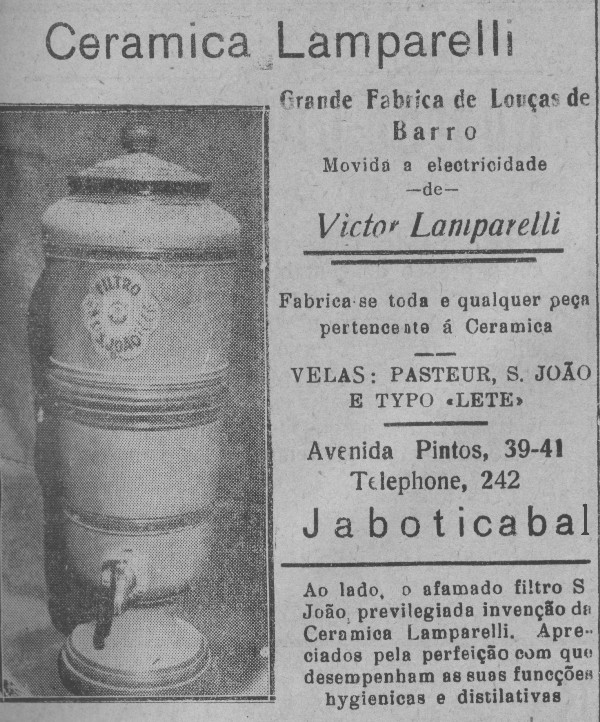 Ceramica Lamparelli
Grande Fabrica de Louças de
Barro
Movida a electricidade
—de—
Victor Lamparelli
Fabrica-se toda e qualquer peça
pertencente á Ceramica
VELAS: PASTEUR, S. JOÃO
E TYPO «LETE»
Avenida Pintos, 39-41
Telephone, 242
Jaboticabal
Ao lado, o afamado filtro S
João, previlegiada invenção da
Ceramica Lamparelli. Apre-
ciados pela perfeição com que
desempenham as suas funcções
hygienicas e distilativas
FILTRO
S. JOÃO